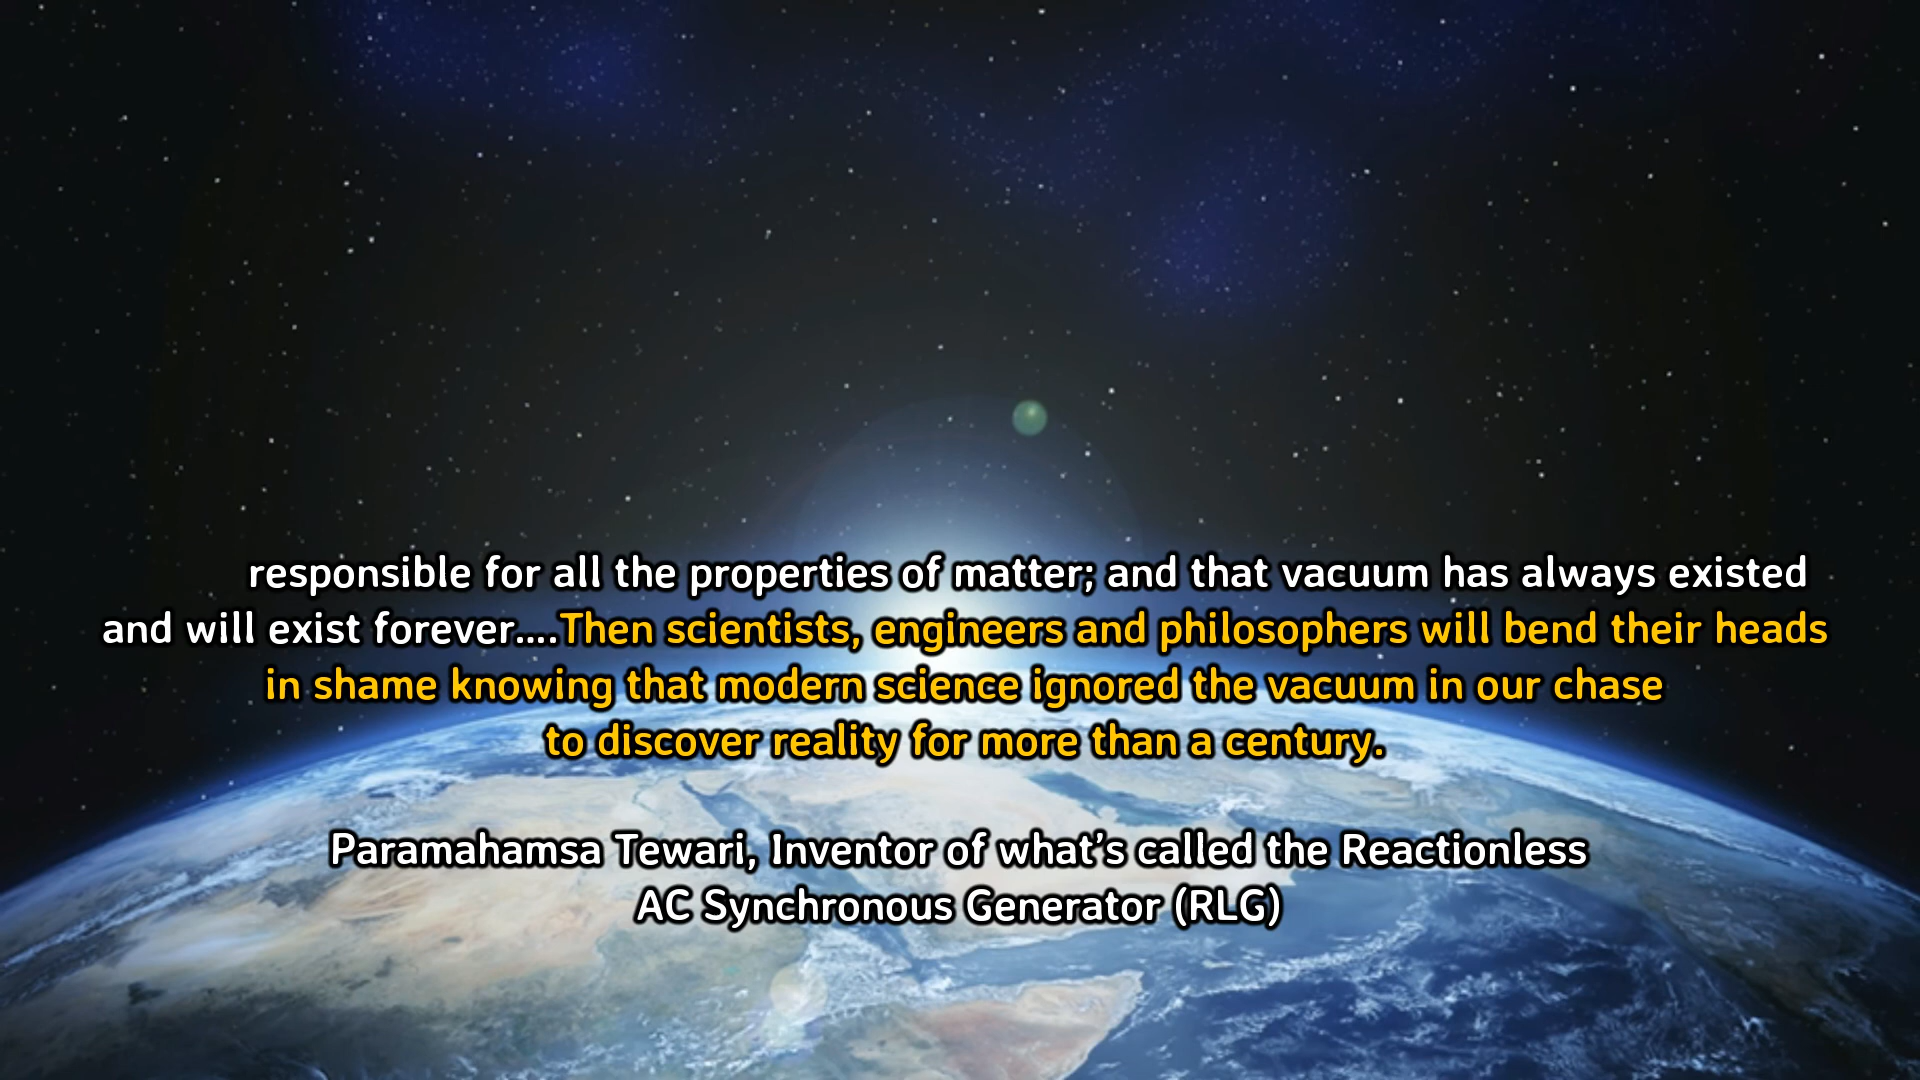 responsible for all the properties of matter; and that vacuum has always existed
and will exist forever....Then scientists, engineers and philosophers will bend their heads
in shame knowing that modern science ignored the vacuum in our chase
to discover reality for more than a century.
Paramahamsa Tewari, Inventor of what's called the Reactionless
AC Synchronous Generator (RLG)